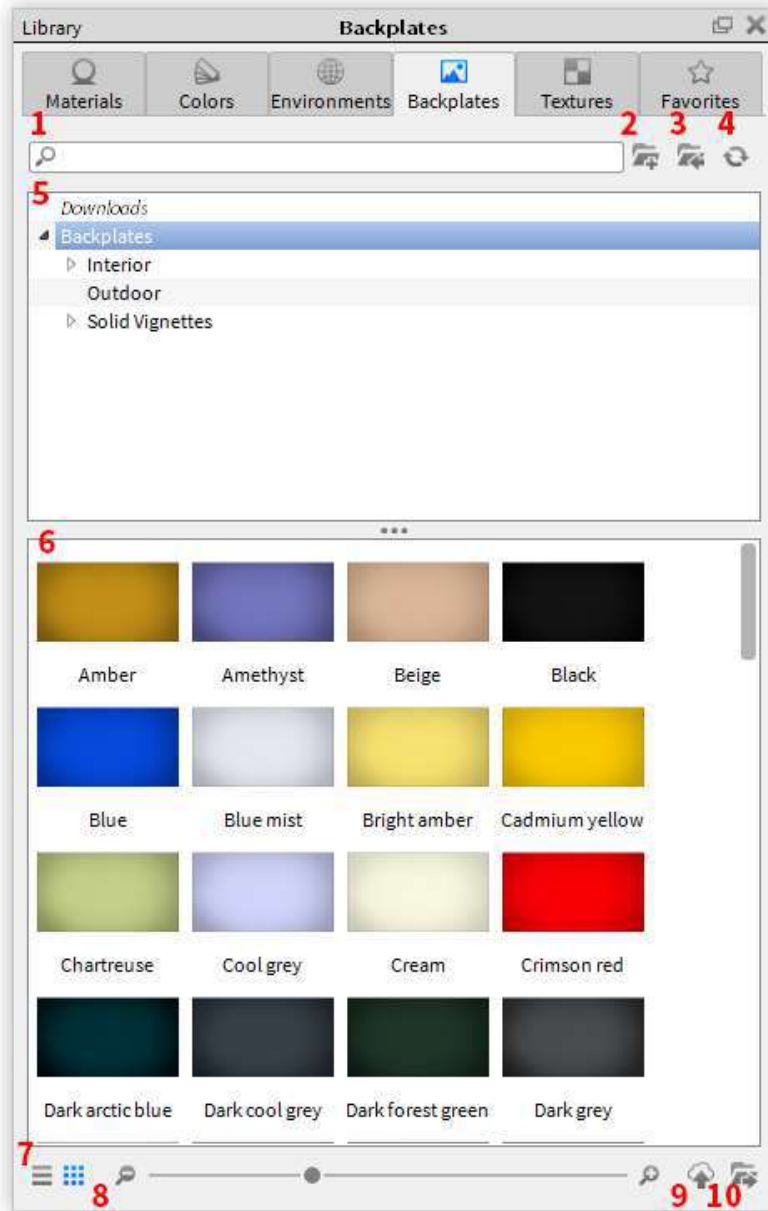 Library Backplates
Materials Colors Environments Backplates Textures Favorites
1 2 3 4
5
Downloads
Backplates
Interior
Outdoor
Solid Vignettes
6
Amber Amethyst Beige Black
Blue Blue mist Bright amber Cadmium yellow
Chartreuse Cool grey Cream Crimson red
Dark arctic blue Dark cool grey Dark forest green Dark grey
7
8 9 10